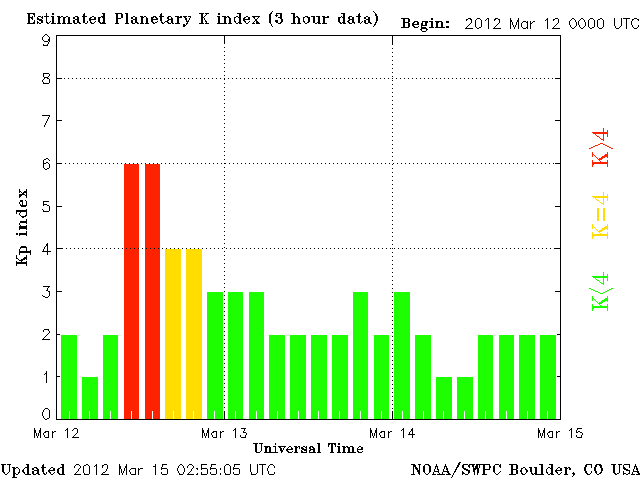 Estimated Planetary K index (3 hour data)
Begin: 2012 Mar 12 0000 UTC
9
8
7
6
5
4
3
2
1
0
Kp index
K>4
K=4
K<4
Mar 12
Mar 13
Mar 14
Mar 15
Universal Time
Updated 2012 Mar 15 02:55:05 UTC
NOAA/SWPC Boulder, CO USA